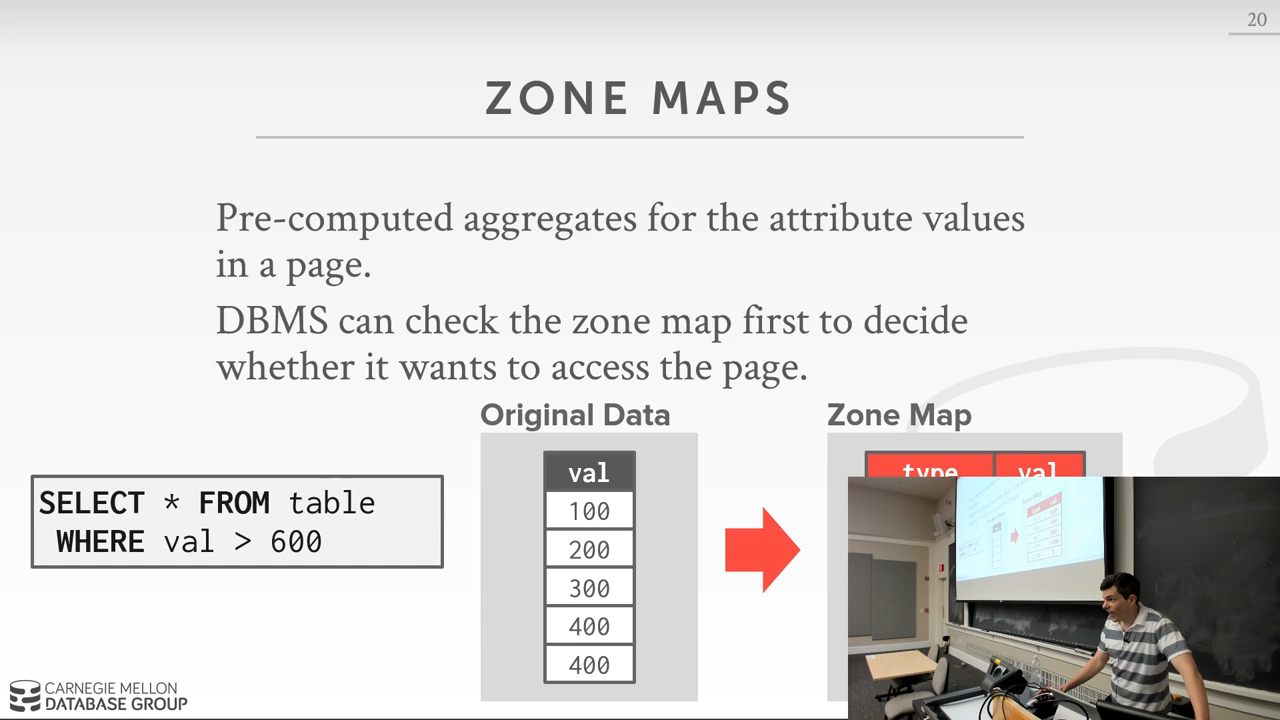 20
ZONE MAPS
Pre-computed aggregates for the attribute values
in a page.
DBMS can check the zone map first to decide
whether it wants to access the page.
Original Data
Zone Map
val
100
200
300
400
400
type val
SELECT * FROM table
WHERE val > 600
CARNEGIE MELLON
DATABASE GROUP